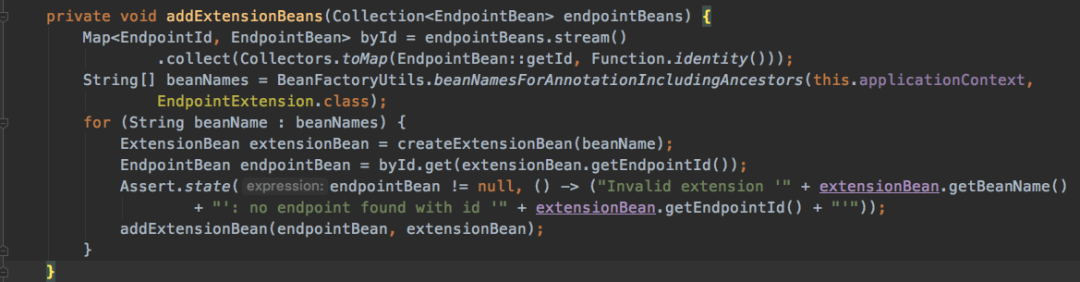 private void addExtensionBeans(Collection<EndpointBean> endpointBeans) {
Map<EndpointId, EndpointBean> byId = endpointBeans.stream()
.collect(Collectors.toMap(EndpointBean::getId, Function.identity()));
String[] beanNames = BeanFactoryUtils.beanNamesForAnnotationIncludingAncestors(this.applicationContext,
EndpointExtension.class);
for (String beanName : beanNames) {
ExtensionBean extensionBean = createExtensionBean(beanName);
EndpointBean endpointBean = byId.get(extensionBean.getEndpointId());
Assert.state( expression: endpointBean != null, () -> ("Invalid extension '" + extensionBean.getBeanName()
+ "': no endpoint found with id '" + extensionBean.getEndpointId() + "'"));
addExtensionBean(endpointBean, extensionBean);
}
}